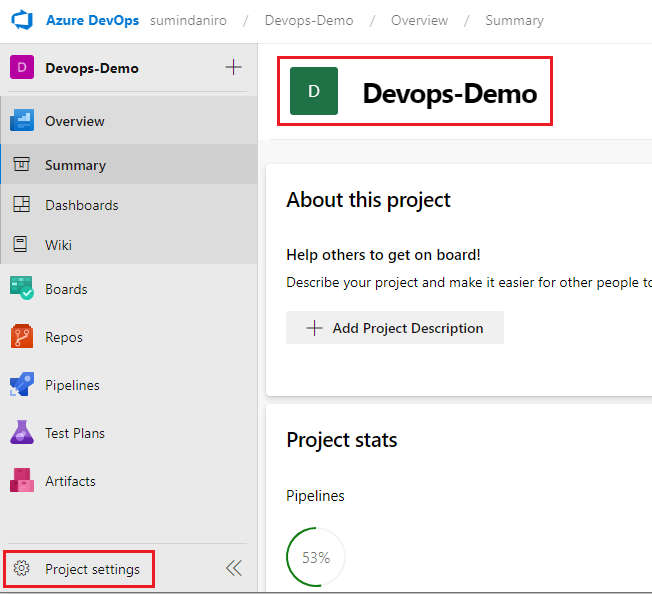 Azure DevOps sumindaniro / Devops-Demo / Overview / Summary
D Devops-Demo
Overview
Summary
Dashboards
Wiki
Boards
Repos
Pipelines
Test Plans
Artifacts
Project settings
D Devops-Demo
About this project
Help others to get on board!
Describe your project and make it easier for other people to
Add Project Description
Project stats
Pipelines
53%